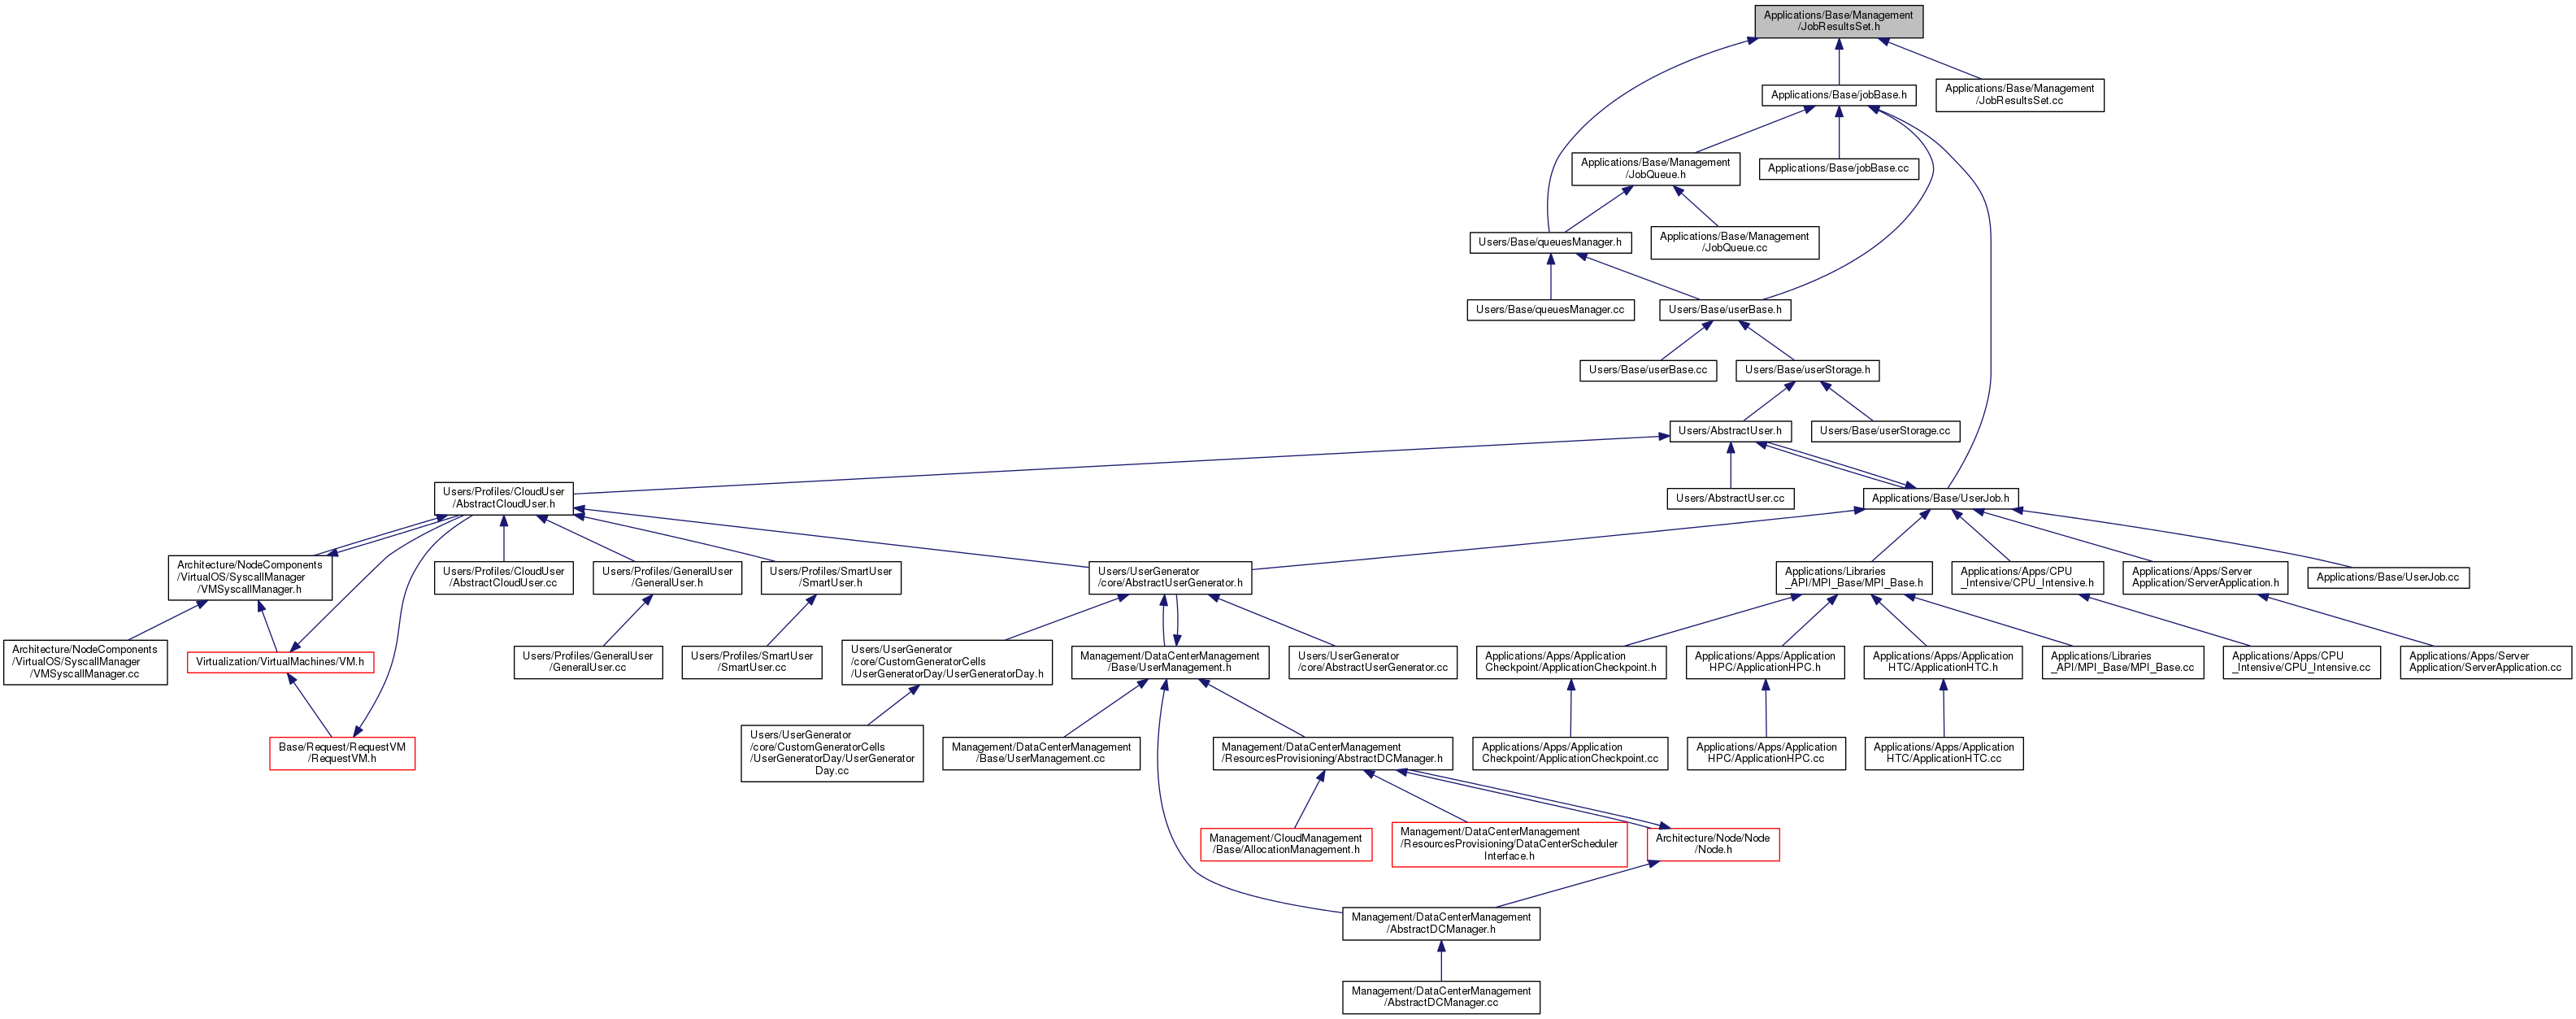 Applications/Base/Management
/JobResultsSet.h
Applications/Base/jobBase.h
Applications/Base/Management
/JobResultsSet.cc
Applications/Base/Management
/JobQueue.h
Applications/Base/jobBase.cc
Users/Base/queuesManager.h
Applications/Base/Management
/JobQueue.cc
Users/Base/queuesManager.cc
Users/Base/userBase.h
Users/Base/userBase.cc
Users/Base/userStorage.h
Users/AbstractUser.h
Users/Base/userStorage.cc
Users/Profiles/CloudUser
/AbstractCloudUser.h
Users/AbstractUser.cc
Applications/Base/UserJob.h
Architecture/NodeComponents
/VirtualOS/SyscallManager
/VMSyscallManager.h
Users/Profiles/CloudUser
/AbstractCloudUser.cc
Users/Profiles/GeneralUser
/GeneralUser.h
Users/Profiles/SmartUser
/SmartUser.h
Users/UserGenerator
/core/AbstractUserGenerator.h
Applications/Libraries
_API/MPI_Base/MPI_Base.h
Applications/Apps/CPU
_Intensive/CPU_Intensive.h
Applications/Apps/Server
Application/ServerApplication.h
Applications/Base/UserJob.cc
Architecture/NodeComponents
/VirtualOS/SyscallManager
/VMSyscallManager.cc
Virtualization/VirtualMachines/VM.h
Users/Profiles/GeneralUser
/GeneralUser.cc
Users/Profiles/SmartUser
/SmartUser.cc
Users/UserGenerator
/core/CustomGeneratorCells
/UserGeneratorDay/UserGeneratorDay.h
Management/DataCenterManagement
/Base/UserManagement.h
Users/UserGenerator
/core/AbstractUserGenerator.cc
Applications/Apps/Application
Checkpoint/ApplicationCheckpoint.h
Applications/Apps/Application
HPC/ApplicationHPC.h
Applications/Apps/Application
HTC/ApplicationHTC.h
Applications/Libraries
_API/MPI_Base/MPI_Base.cc
Applications/Apps/CPU
_Intensive/CPU_Intensive.cc
Applications/Apps/Server
Application/ServerApplication.cc
Base/Request/RequestVM
/RequestVM.h
Users/UserGenerator
/core/CustomGeneratorCells
/UserGeneratorDay/UserGenerator
Day.cc
Management/DataCenterManagement
/Base/UserManagement.cc
Management/DataCenterManagement
/ResourcesProvisioning/AbstractDCManager.h
Applications/Apps/Application
Checkpoint/ApplicationCheckpoint.cc
Applications/Apps/Application
HPC/ApplicationHPC.cc
Applications/Apps/Application
HTC/ApplicationHTC.cc
Management/CloudManagement
/Base/AllocationManagement.h
Management/DataCenterManagement
/ResourcesProvisioning/DataCenterScheduler
Interface.h
Architecture/Node/Node
/Node.h
Management/DataCenterManagement
/AbstractDCManager.h
Management/DataCenterManagement
/AbstractDCManager.cc